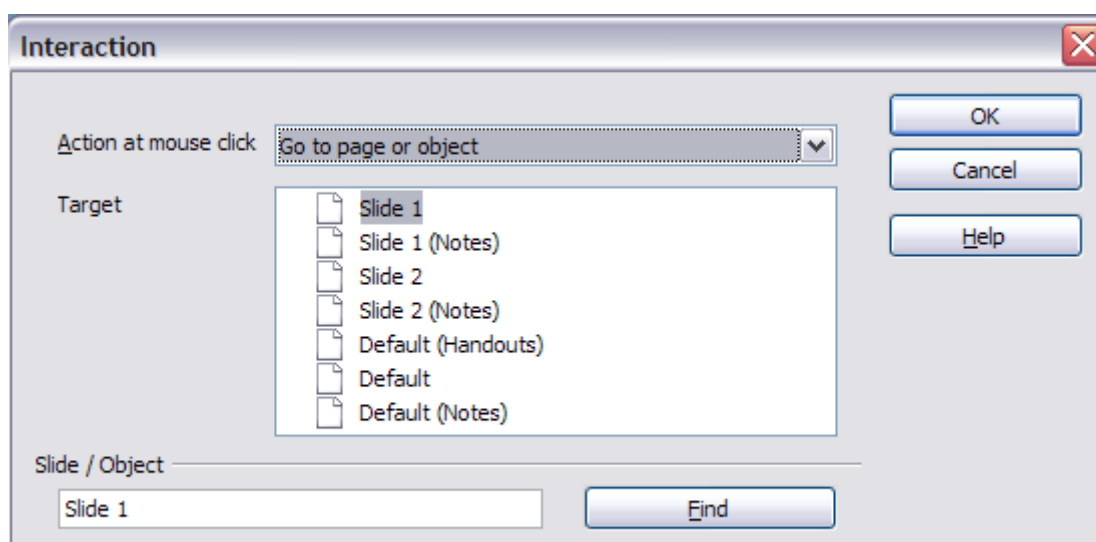 Interaction
Action at mouse click Go to page or object
OK
Cancel
Target
Slide 1
Slide 1 (Notes)
Help
Slide 2
Slide 2 (Notes)
Default (Handouts)
Default
Default (Notes)
Slide / Object
Slide 1 Find